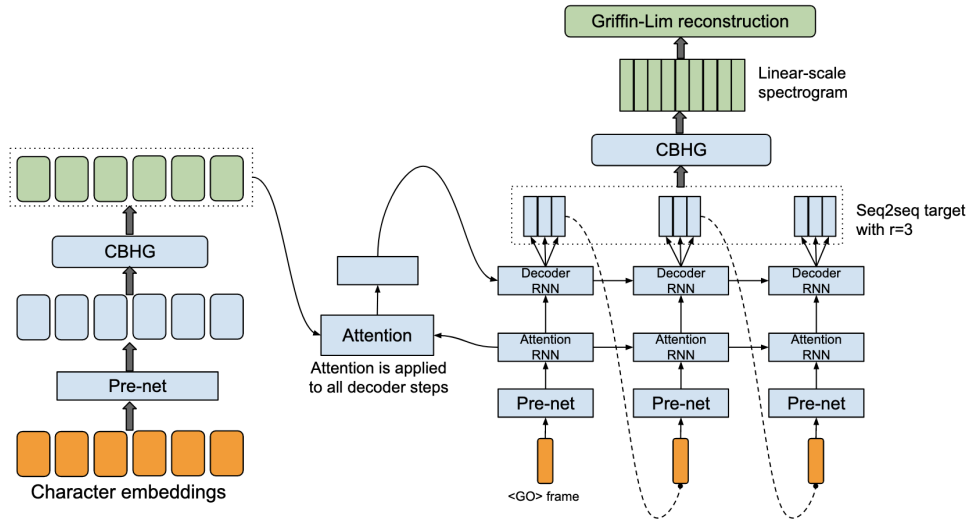 Griffin-Lim reconstruction
Linear-scale
spectrogram
CBHG
Seq2seq target
with r=3
CBHG
Decoder
RNN
Decoder
RNN
Decoder
RNN
Attention
Attention is applied
to all decoder steps
Attention
RNN
Attention
RNN
Attention
RNN
Pre-net
Pre-net
Pre-net
Pre-net
Character embeddings
<GO> frame